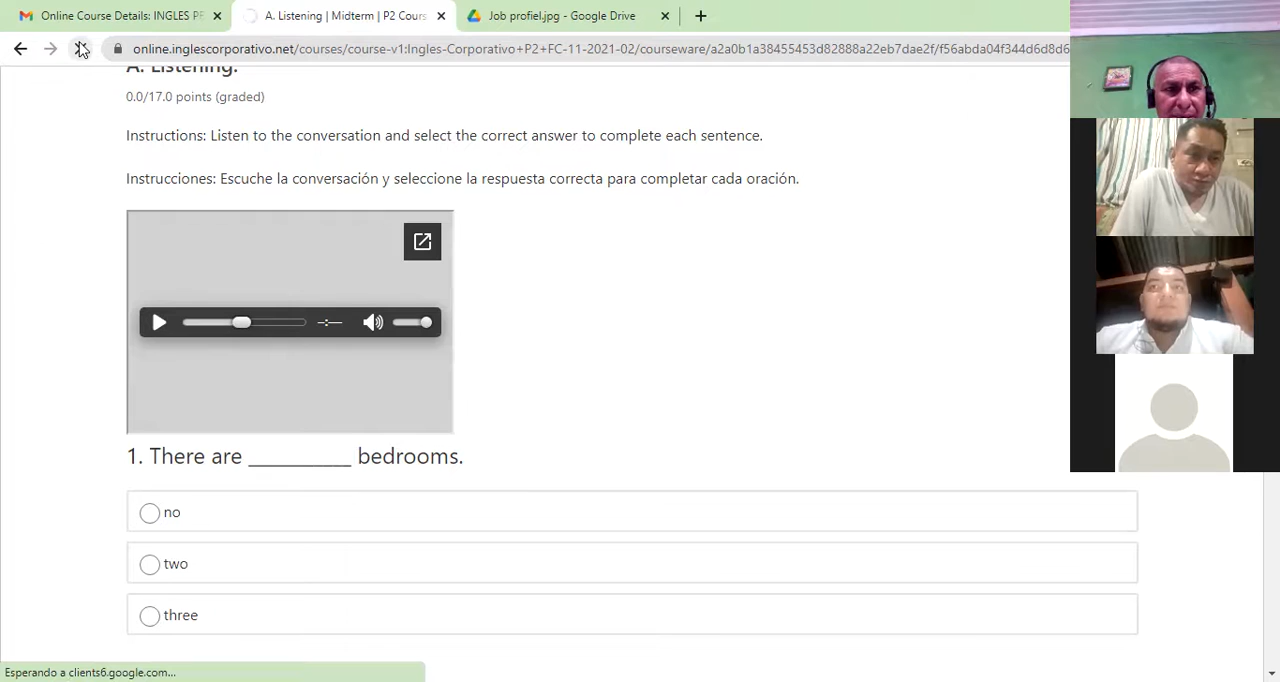 Online Course Details: INGLES PE
A. Listening | Midterm | P2 Cours
Job profiel.jpg - Google Drive
online.inglescorporativo.net/courses/course-v1:Ingles-Corporativo+P2+FC-11-2021-02/courseware/a2a0b1a38455453d82888a22eb7dae2f/f56abda04f344d6d8d6
A. Listening.
0.0/17.0 points (graded)
Instructions: Listen to the conversation and select the correct answer to complete each sentence.
Instrucciones: Escuche la conversación y seleccione la respuesta correcta para completar cada oración.
1. There are __________ bedrooms.
no
two
three
Esperando a clients6.google.com...